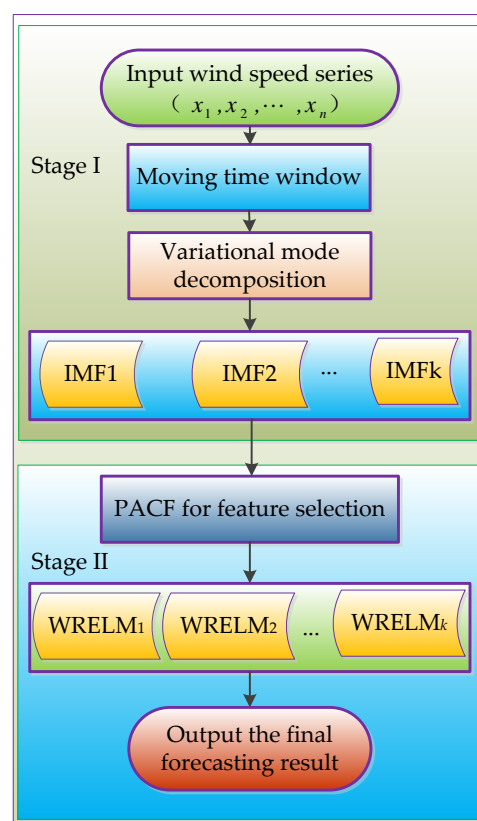 Input wind speed series
( x1 , x2 , ⋯ , xn )
Stage I
Moving time window
Variational mode
decomposition
IMF1 IMF2 ... IMFk
PACF for feature selection
Stage II
WRELM1 WRELM2 ... WRELMk
Output the final
forecasting result